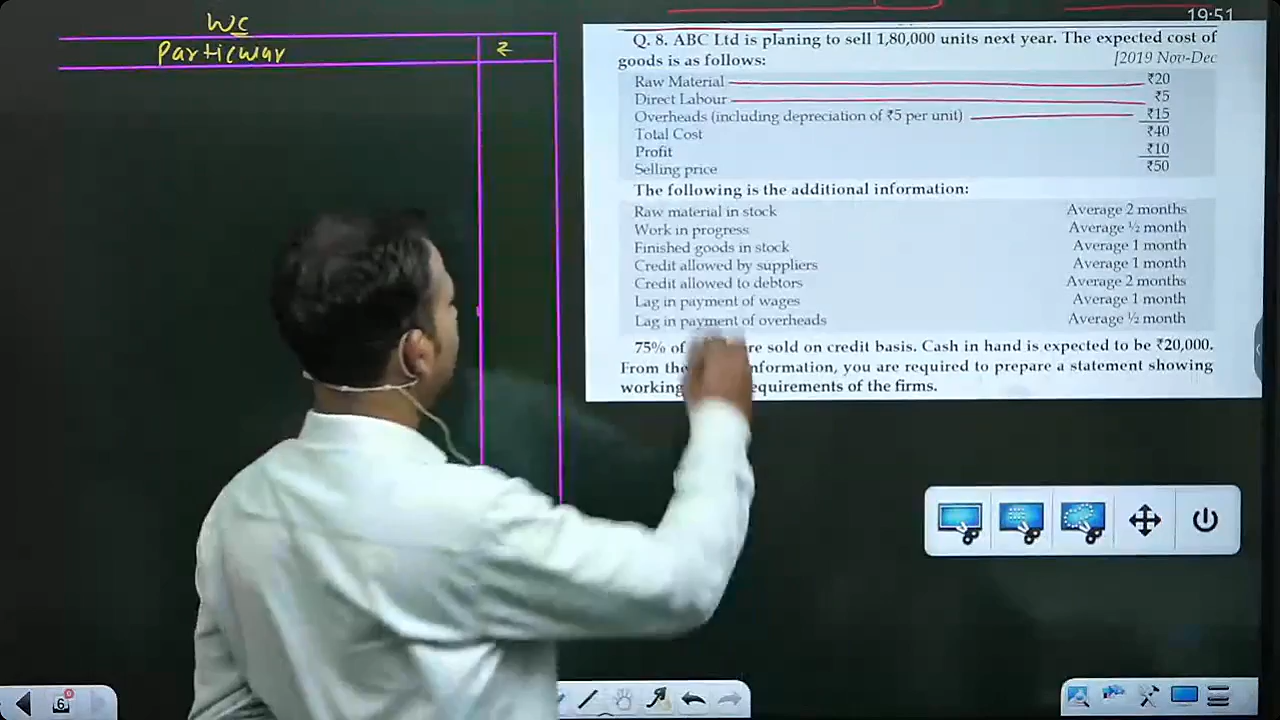 WC
Particular
₹
19:51
Q. 8. ABC Ltd is planing to sell 1,80,000 units next year. The expected cost of
goods is as follows: [2019 Nov-Dec
Raw Material ₹20
Direct Labour ₹5
Overheads (including depreciation of ₹5 per unit) ₹15
Total Cost ₹40
Profit ₹10
Selling price ₹50
The following is the additional information:
Raw material in stock Average 2 months
Work in progress Average ½ month
Finished goods in stock Average 1 month
Credit allowed by suppliers Average 1 month
Credit allowed to debtors Average 2 months
Lag in payment of wages Average 1 month
Lag in payment of overheads Average ½ month
75% of are sold on credit basis. Cash in hand is expected to be ₹20,000.
From the information, you are required to prepare a statement showing
working requirements of the firms.
6